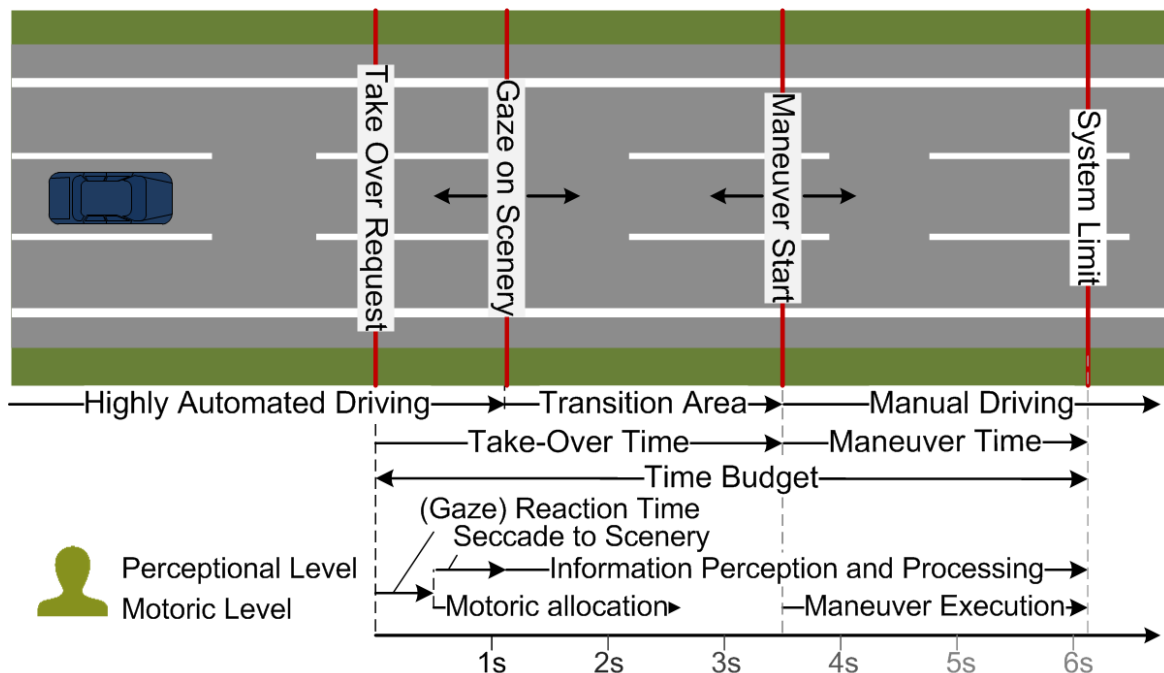 Take Over Request
Gaze on Scenery
Maneuver Start
System Limit
Highly Automated Driving
Transition Area
Manual Driving
Take-Over Time
Maneuver Time
Time Budget
(Gaze) Reaction Time
Seccade to Scenery
Perceptional Level
Information Perception and Processing
Motoric Level
Motoric allocation
Maneuver Execution
1s 2s 3s 4s 5s 6s